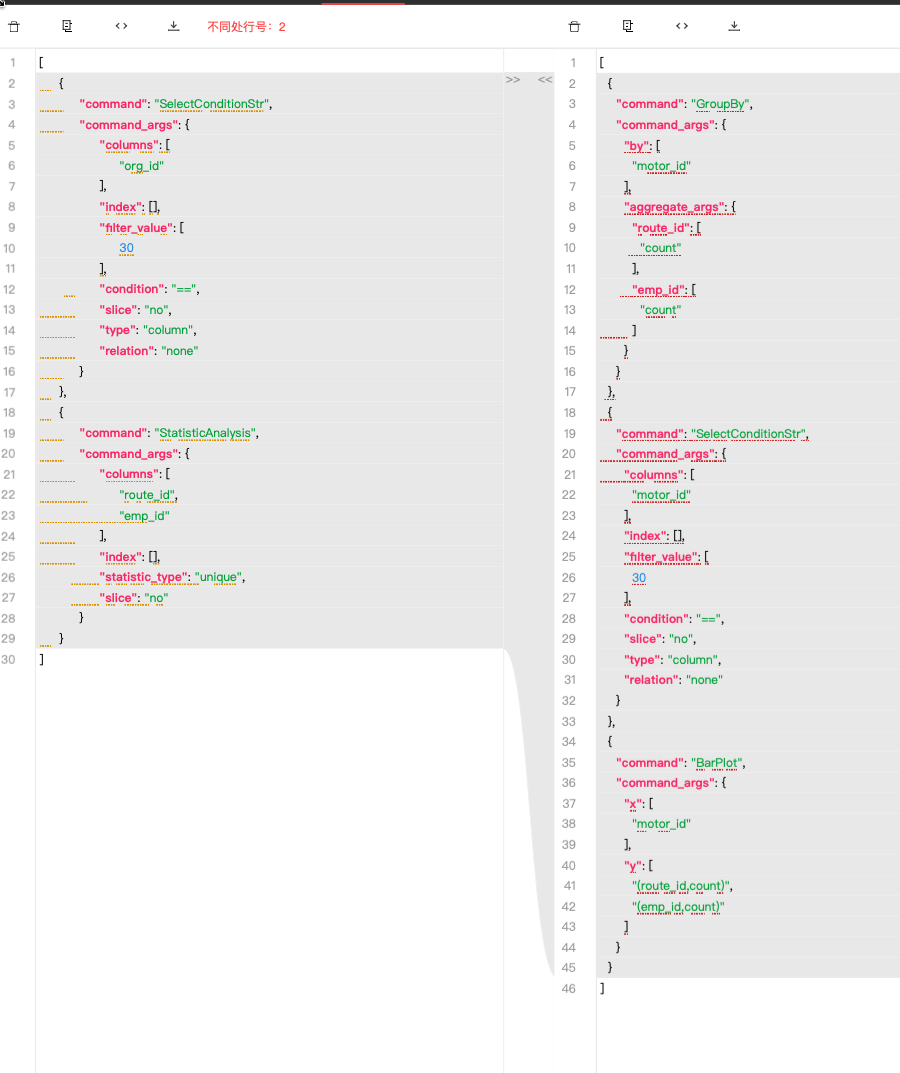 不同处行号：2
1 [
2 {
3 "command": "SelectConditionStr",
4 "command_args": {
5 "columns": [
6 "org_id"
7 ],
8 "index": [],
9 "filter_value": [
10 30
11 ],
12 "condition": "==",
13 "slice": "no",
14 "type": "column",
15 "relation": "none"
16 }
17 },
18 {
19 "command": "StatisticAnalysis",
20 "command_args": {
21 "columns": [
22 "route_id",
23 "emp_id"
24 ],
25 "index": [],
26 "statistic_type": "unique",
27 "slice": "no"
28 }
29 }
30 ]
>> <<
1 [
2 {
3 "command": "GroupBy",
4 "command_args": {
5 "by": [
6 "motor_id"
7 ],
8 "aggregate_args": {
9 "route_id": [
10 "count"
11 ],
12 "emp_id": [
13 "count"
14 ]
15 }
16 }
17 },
18 {
19 "command": "SelectConditionStr",
20 "command_args": {
21 "columns": [
22 "motor_id"
23 ],
24 "index": [],
25 "filter_value": [
26 30
27 ],
28 "condition": "==",
29 "slice": "no",
30 "type": "column",
31 "relation": "none"
32 }
33 },
34 {
35 "command": "BarPlot",
36 "command_args": {
37 "x": [
38 "motor_id"
39 ],
40 "y": [
41 "(route_id,count)",
42 "(emp_id,count)"
43 ]
44 }
45 }
46 ]